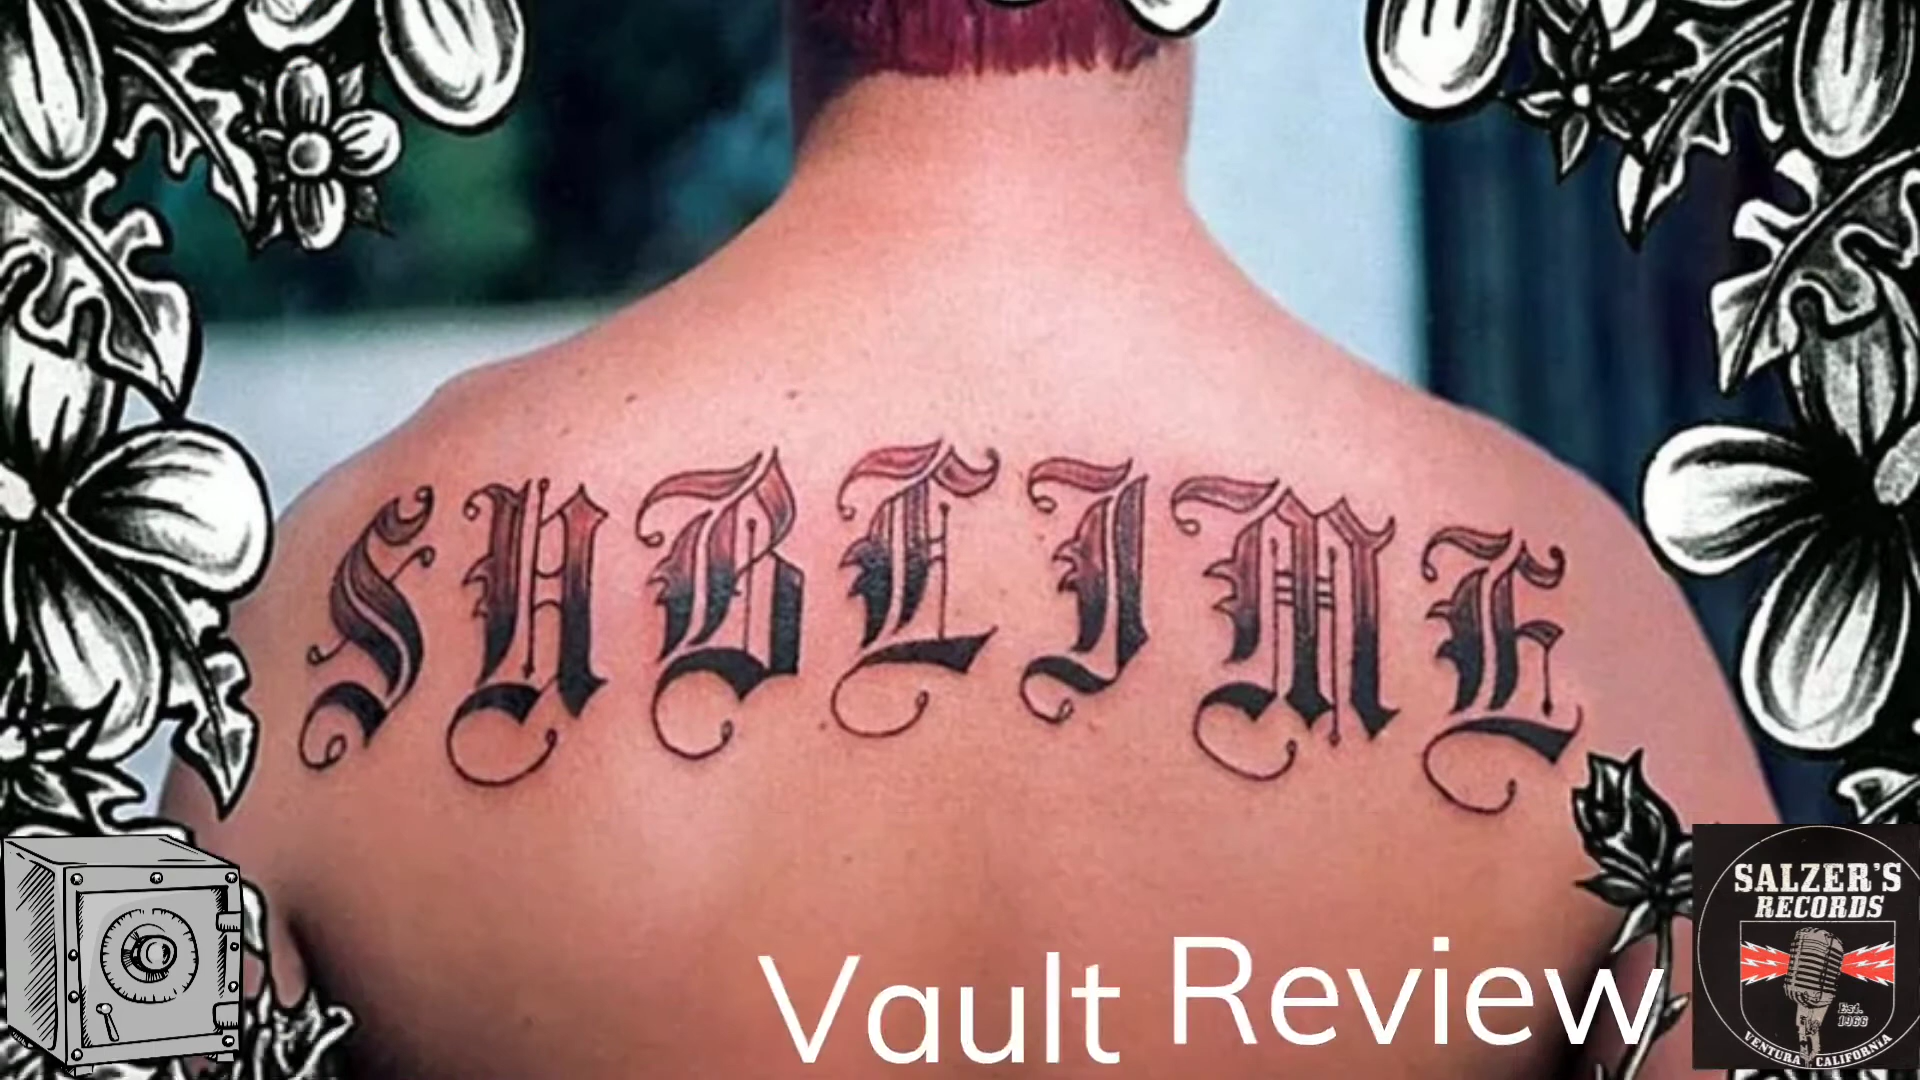 SUBLIME
Vault Review
SALZER'S
RECORDS
Est.
1966
VENTURA CALIFORNIA